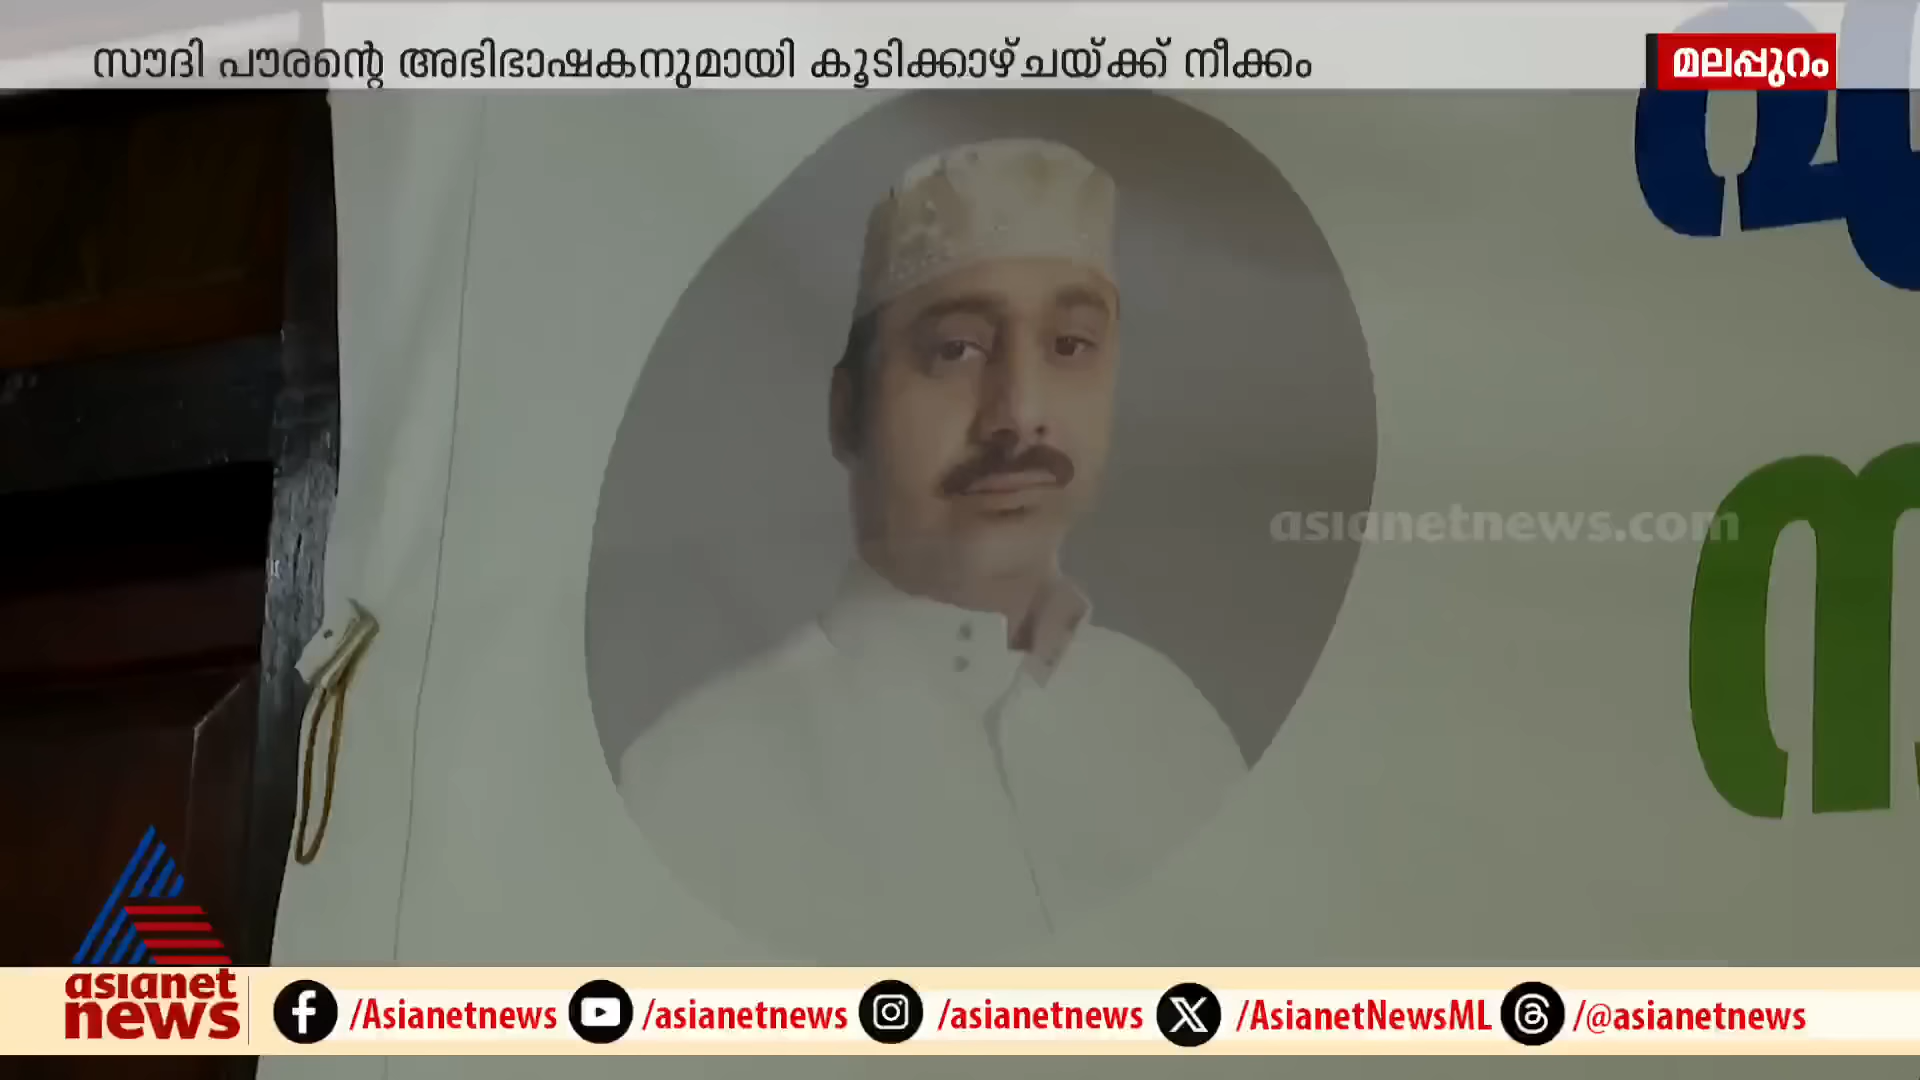 സൗദി പൗരന്റെ അഭിഭാഷകനുമായി കൂടിക്കാഴ്ചയ്ക്ക് നീക്കം
മലപ്പുറം
asianetnews.com
asianet
news
/Asianetnews
/asianetnews
/asianetnews
/AsianetNewsML
/@asianetnews